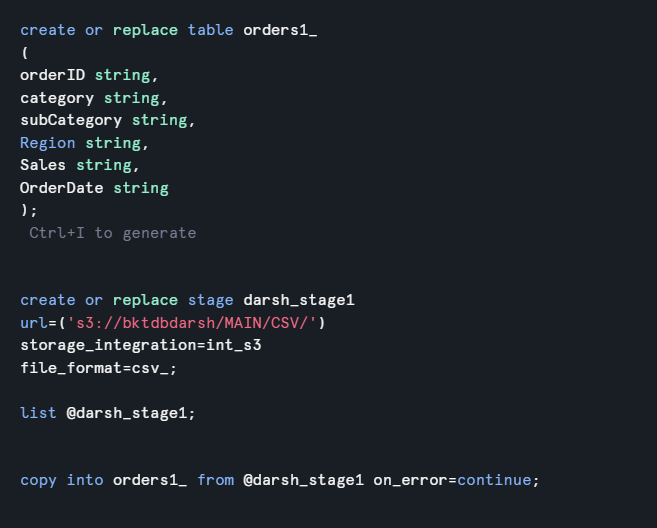 create or replace table orders1_
(
orderID string,
category string,
subCategory string,
Region string,
Sales string,
OrderDate string
);
Ctrl+I to generate
create or replace stage darsh_stage1
url=('s3://bktdbdarsh/MAIN/CSV/')
storage_integration=int_s3
file_format=csv_;
list @darsh_stage1;
copy into orders1_ from @darsh_stage1 on_error=continue;